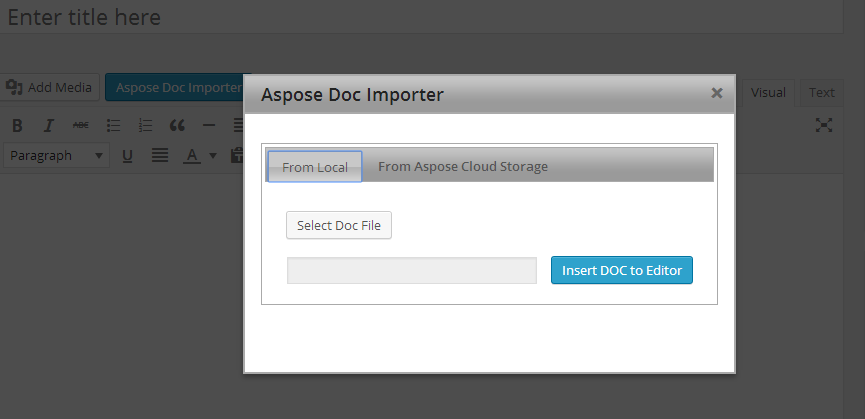 Enter title here
Add Media
Aspose Doc Importer
Visual
Text
B I ABC
Paragraph
U
A
Aspose Doc Importer
From Local
From Aspose Cloud Storage
Select Doc File
Insert DOC to Editor